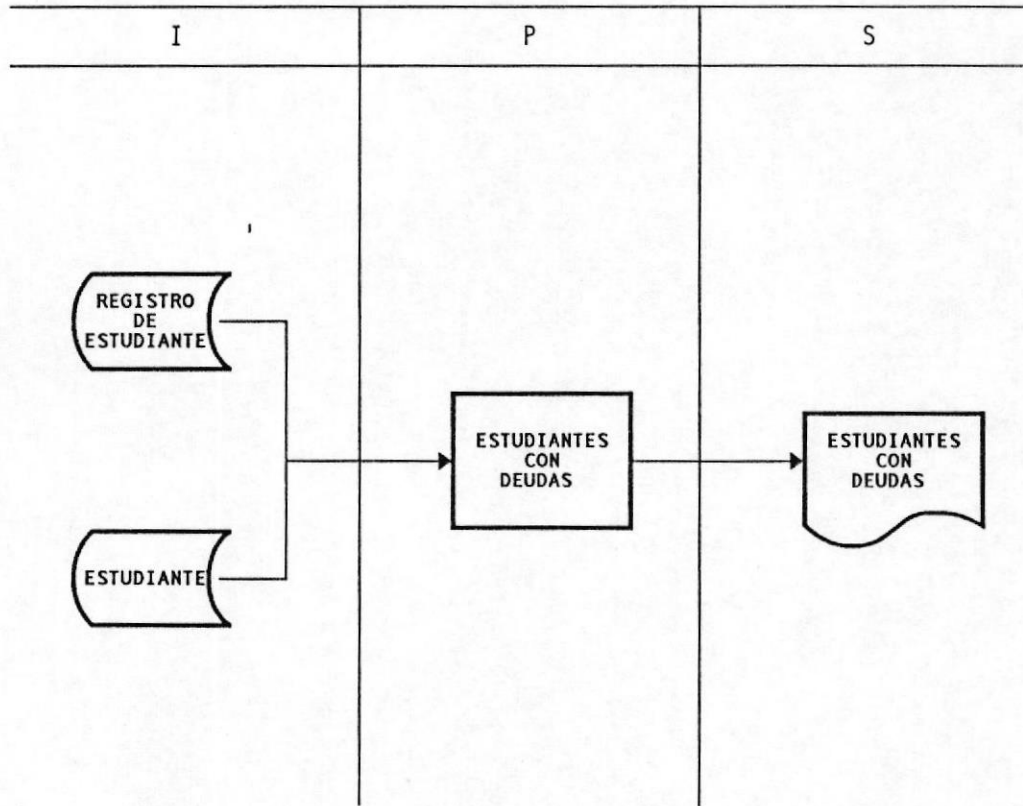 I P S
REGISTRO
DE
ESTUDIANTE
ESTUDIANTE
ESTUDIANTES
CON
DEUDAS
ESTUDIANTES
CON
DEUDAS